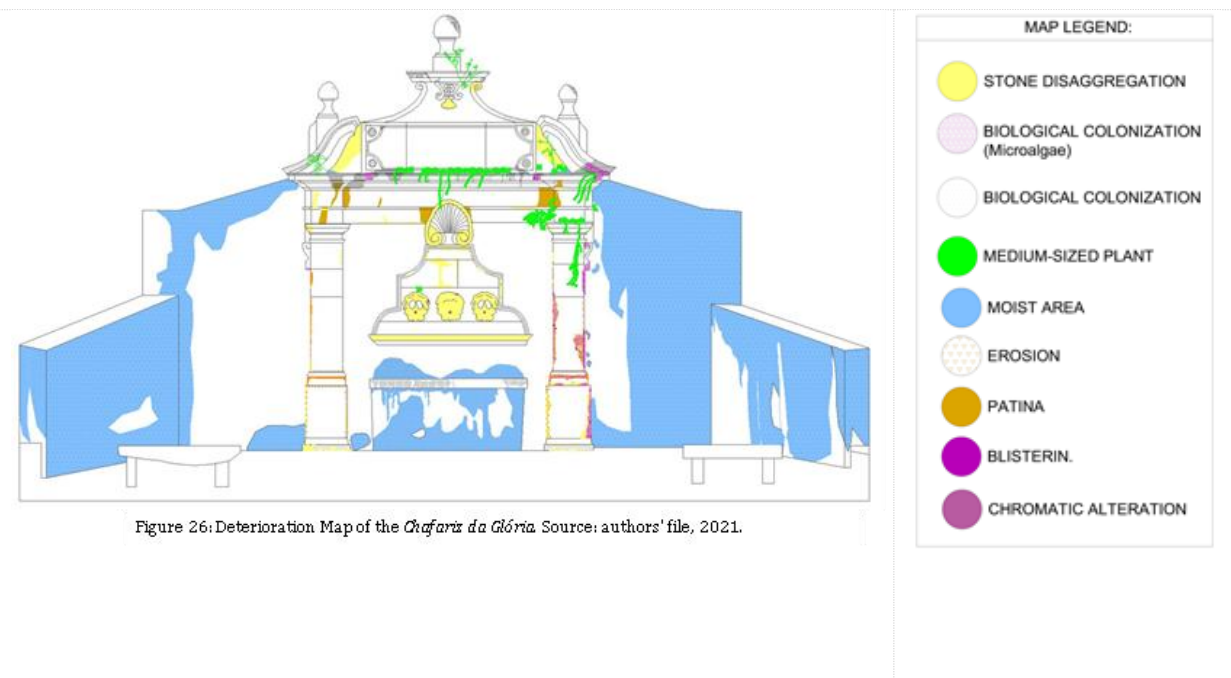 MAP LEGEND:
STONE DISAGGREGATION
BIOLOGICAL COLONIZATION
(Microalgae)
BIOLOGICAL COLONIZATION
MEDIUM-SIZED PLANT
MOIST AREA
EROSION
PATINA
BLISTERIN.
CHROMATIC ALTERATION
Figure 26: Deterioration Map of the Chafariz da Glória. Source: authors' file, 2021.